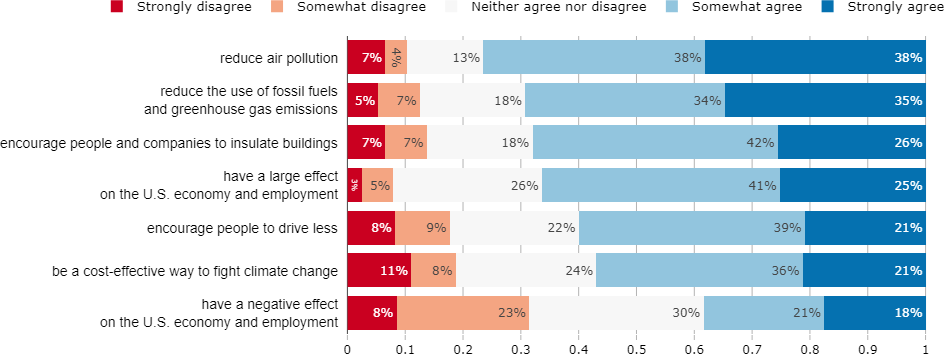 Strongly disagree Somewhat disagree Neither agree nor disagree Somewhat agree Strongly agree
reduce air pollution 7% 4% 13% 38% 38%
reduce the use of fossil fuels
and greenhouse gas emissions 5% 7% 18% 34% 35%
encourage people and companies to insulate buildings 7% 7% 18% 42% 26%
have a large effect
on the U.S. economy and employment 3% 5% 26% 41% 25%
encourage people to drive less 8% 9% 22% 39% 21%
be a cost-effective way to fight climate change 11% 8% 24% 36% 21%
have a negative effect
on the U.S. economy and employment 8% 23% 30% 21% 18%
0 0.1 0.2 0.3 0.4 0.5 0.6 0.7 0.8 0.9 1